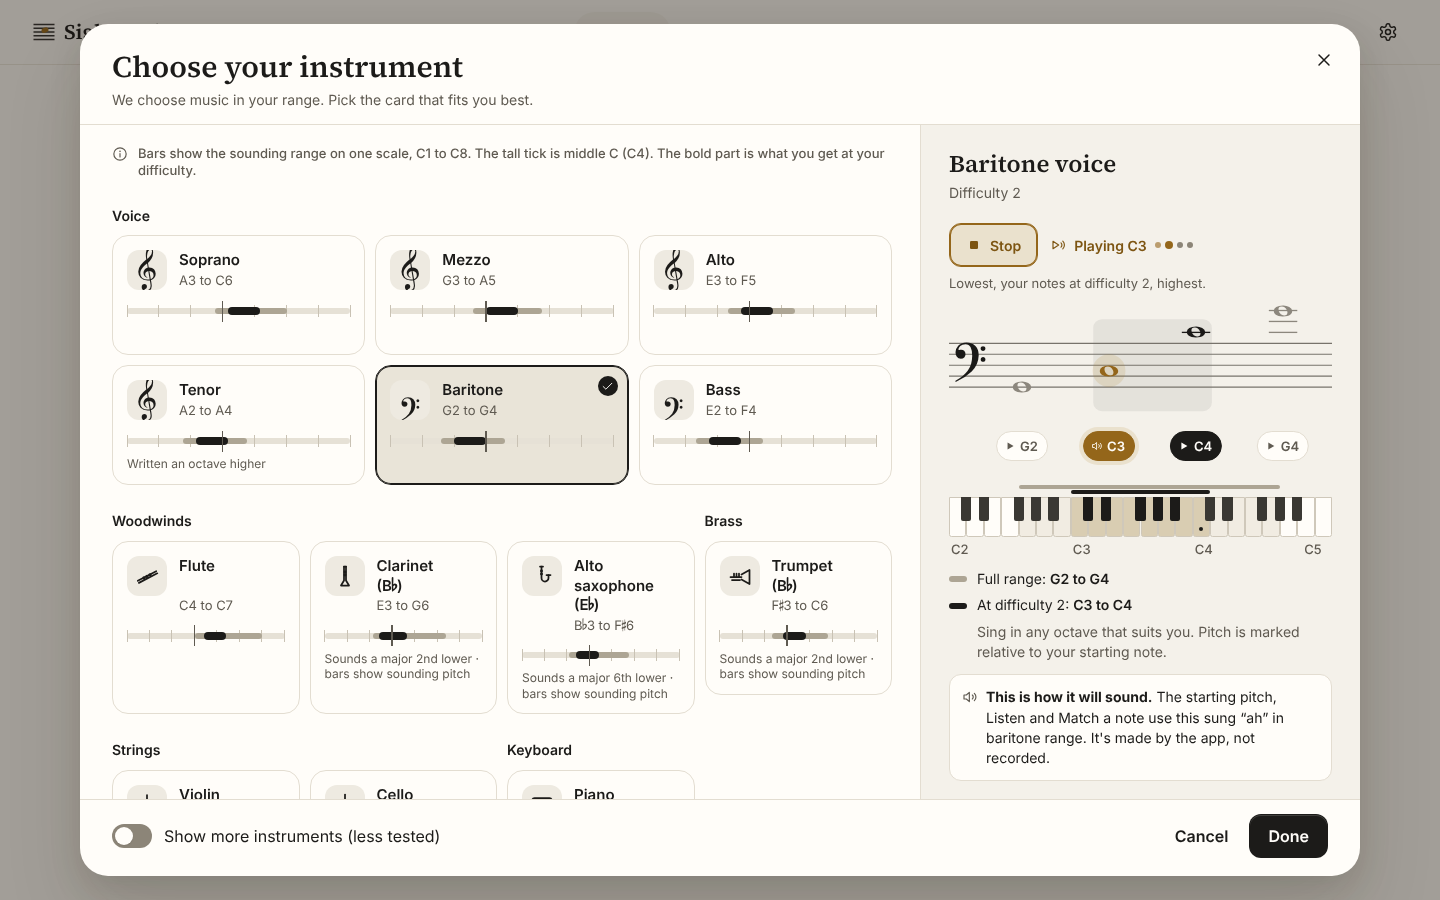 Choose your instrument
We choose music in your range. Pick the card that fits you best.
Bars show the sounding range on one scale, C1 to C8. The tall tick is middle C (C4). The bold part is what you get at your
difficulty.
Voice
Soprano
A3 to C6
Mezzo
G3 to A5
Alto
E3 to F5
Tenor
A2 to A4
Written an octave higher
Baritone
G2 to G4
Bass
E2 to F4
Woodwinds
Brass
Flute
C4 to C7
Clarinet
(B♭)
E3 to G6
Sounds a major 2nd lower ·
bars show sounding pitch
Alto
saxophone
(E♭)
B♭3 to F♯6
Sounds a major 6th lower ·
bars show sounding pitch
Trumpet
(B♭)
F♯3 to C6
Sounds a major 2nd lower ·
bars show sounding pitch
Strings
Keyboard
Violin
Cello
Piano
Show more instruments (less tested)
Baritone voice
Difficulty 2
Stop
Playing C3
Lowest, your notes at difficulty 2, highest.
G2
C3
C4
G4
C2
C3
C4
C5
Full range: G2 to G4
At difficulty 2: C3 to C4
Sing in any octave that suits you. Pitch is marked
relative to your starting note.
This is how it will sound. The starting pitch,
Listen and Match a note use this sung “ah” in
baritone range. It's made by the app, not
recorded.
Cancel
Done